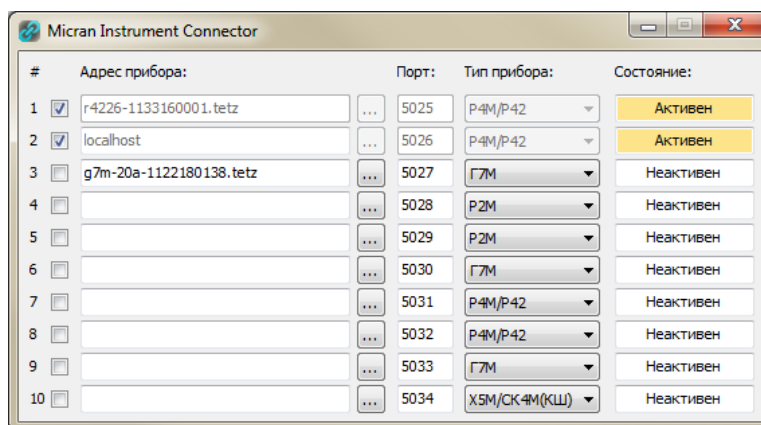 Micran Instrument Connector
# Адрес прибора: Порт: Тип прибора: Состояние:
1 r4226-1133160001.tetz ... 5025 Р4М/Р42 Активен
2 localhost ... 5026 Р4М/Р42 Активен
3 g7m-20a-1122180138.tetz ... 5027 Г7М Неактивен
4 ... 5028 Р2М Неактивен
5 ... 5029 Р2М Неактивен
6 ... 5030 Г7М Неактивен
7 ... 5031 Р4М/Р42 Неактивен
8 ... 5032 Р4М/Р42 Неактивен
9 ... 5033 Г7М Неактивен
10 ... 5034 Х5М/СК4М(КШ) Неактивен